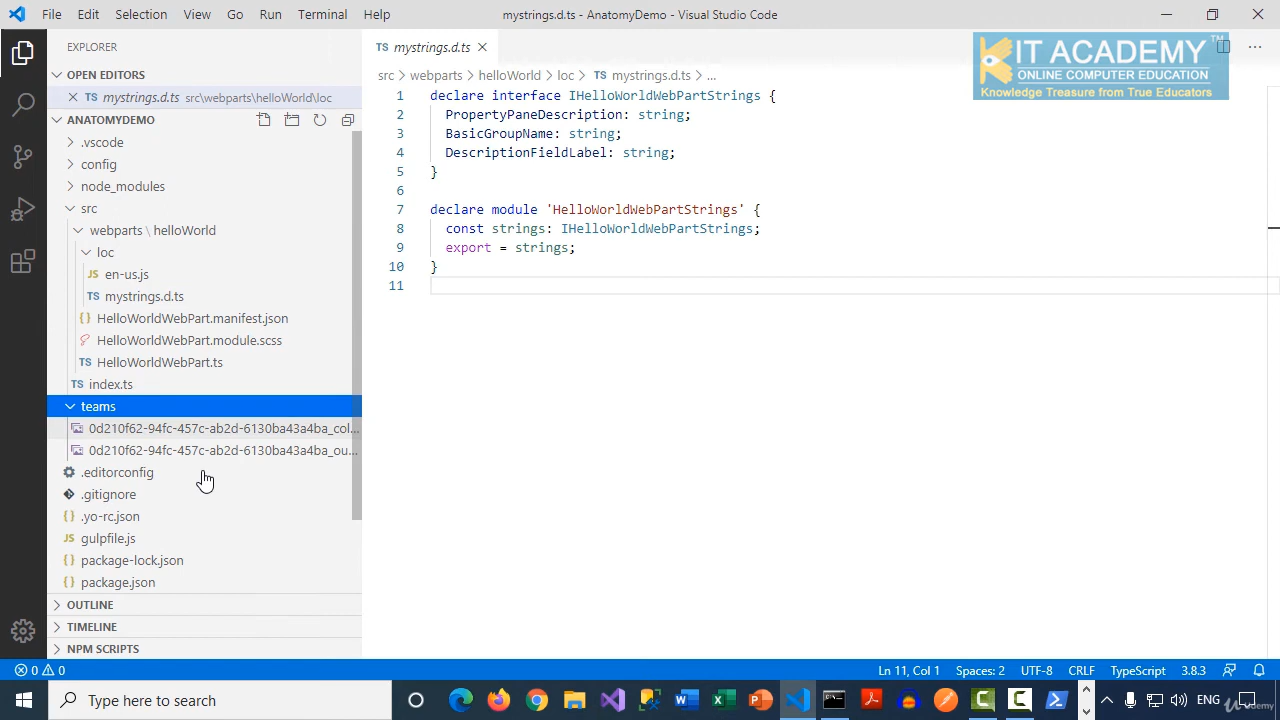 File Edit Selection View Go Run Terminal Help mystrings.d.ts - AnatomyDemo - Visual Studio Code
EXPLORER
OPEN EDITORS
TS mystrings.d.ts src\webparts\helloWorld\loc
ANATOMYDEMO
.vscode
config
node_modules
src
webparts \ helloWorld
loc
JS en-us.js
TS mystrings.d.ts
{} HelloWorldWebPart.manifest.json
HelloWorldWebPart.module.scss
TS HelloWorldWebPart.ts
TS index.ts
teams
0d210f62-94fc-457c-ab2d-6130ba43a4ba_col...
0d210f62-94fc-457c-ab2d-6130ba43a4ba_ou...
.editorconfig
.gitignore
{} .yo-rc.json
JS gulpfile.js
{} package-lock.json
{} package.json
OUTLINE
TIMELINE
NPM SCRIPTS
TS mystrings.d.ts
src > webparts > helloWorld > loc > TS mystrings.d.ts > ...
1 declare interface IHelloWorldWebPartStrings {
2 PropertyPaneDescription: string;
3 BasicGroupName: string;
4 DescriptionFieldLabel: string;
5 }
6
7 declare module 'HelloWorldWebPartStrings' {
8 const strings: IHelloWorldWebPartStrings;
9 export = strings;
10 }
11
KIT ACADEMY TM
ONLINE COMPUTER EDUCATION
Knowledge Treasure from True Educators
0 0 Ln 11, Col 1 Spaces: 2 UTF-8 CRLF TypeScript 3.8.3
Type here to search ENG
Udemy